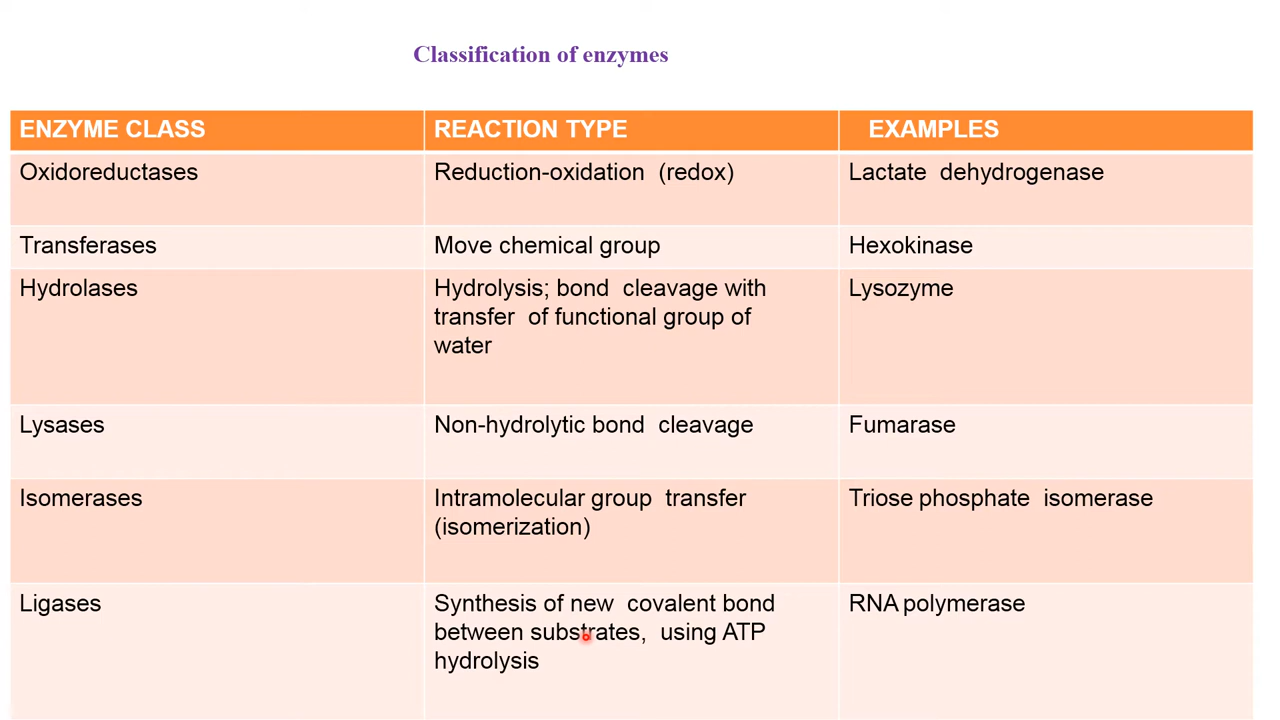 Classification of enzymes
ENZYME CLASS
REACTION TYPE
EXAMPLES
Oxidoreductases
Reduction-oxidation (redox)
Lactate dehydrogenase
Transferases
Move chemical group
Hexokinase
Hydrolases
Hydrolysis; bond cleavage with
transfer of functional group of
water
Lysozyme
Lysases
Non-hydrolytic bond cleavage
Fumarase
Isomerases
Intramolecular group transfer
(isomerization)
Triose phosphate isomerase
Ligases
Synthesis of new covalent bond
between substrates, using ATP
hydrolysis
RNA polymerase